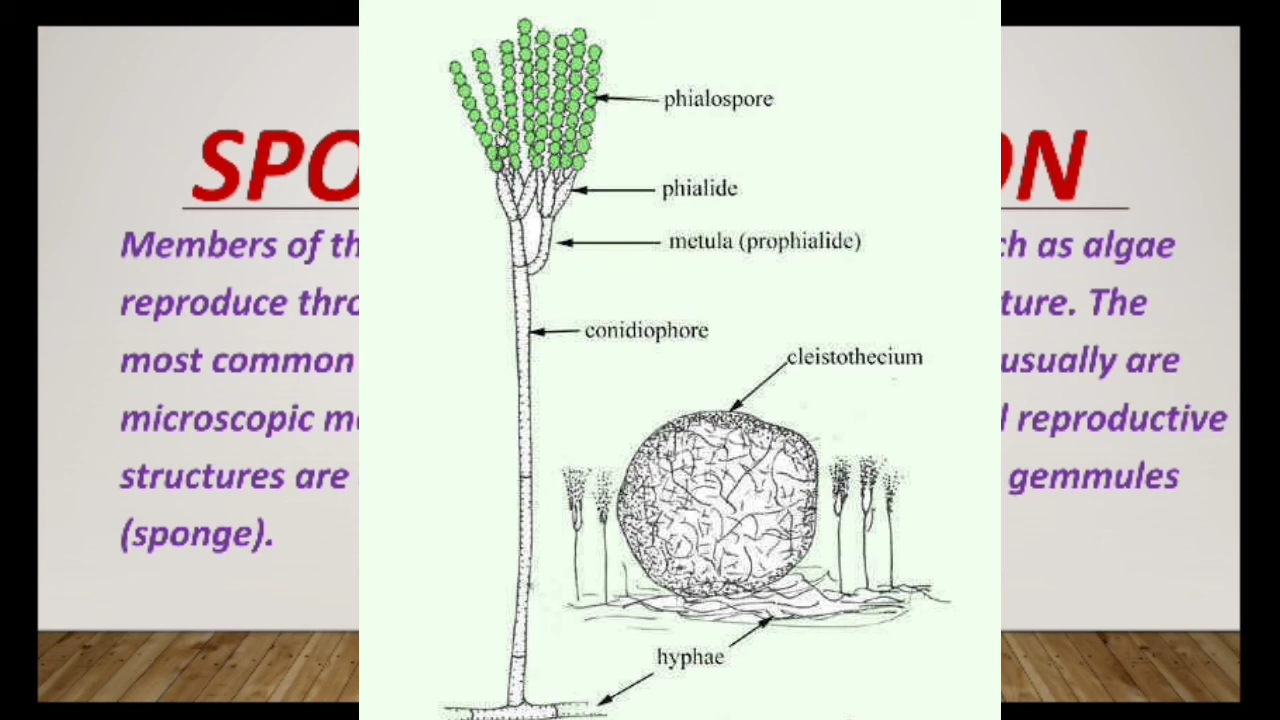 SPO
ON
Members of th
ch as algae
reproduce thro
ture. The
most common
usually are
microscopic m
reproductive
structures are
gemmules
(sponge).
phialospore
phialide
metula (prophialide)
conidiophore
cleistothecium
hyphae